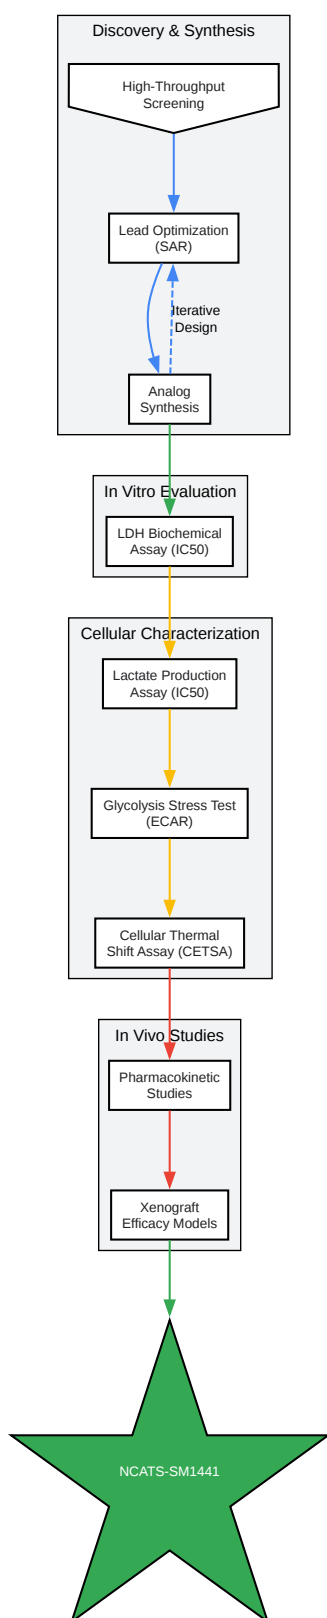 Discovery & Synthesis
High-Throughput
Screening
Lead Optimization
(SAR)
Iterative
Design
Analog
Synthesis
In Vitro Evaluation
LDH Biochemical
Assay (IC50)
Cellular Characterization
Lactate Production
Assay (IC50)
Glycolysis Stress Test
(ECAR)
Cellular Thermal
Shift Assay (CETSA)
In Vivo Studies
Pharmacokinetic
Studies
Xenograft
Efficacy Models
NCATS-SM1441